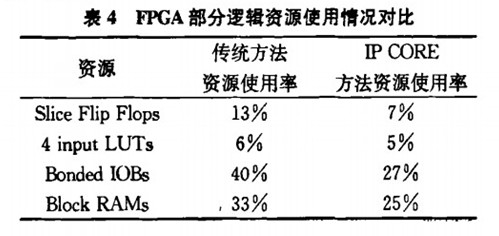 表 4 FPGA 部分逻辑资源使用情况对比
资源 传统方法资源使用率 IP CORE 方法资源使用率
Slice Flip Flops 13% 7%
4 input LUTs 6% 5%
Bonded IOBs 40% 27%
Block RAMs 33% 25%